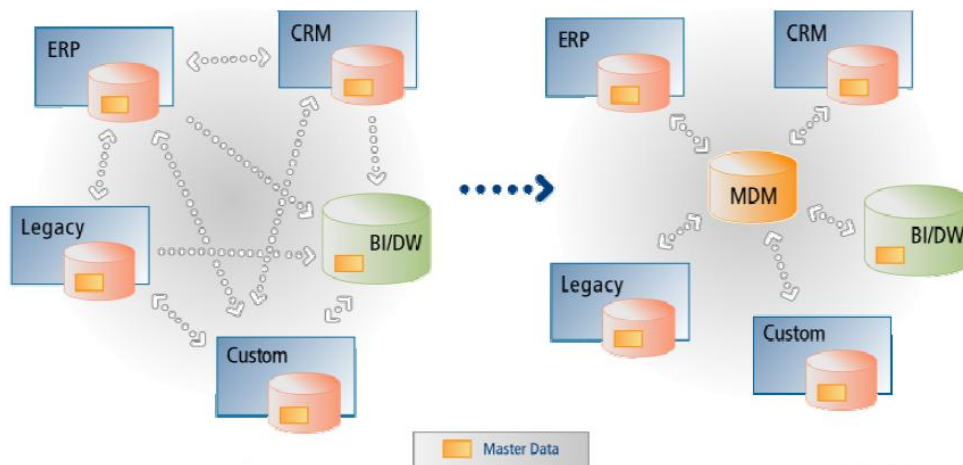 ERP
CRM
Legacy
BI/DW
Custom
ERP
CRM
MDM
BI/DW
Legacy
Custom
Master Data